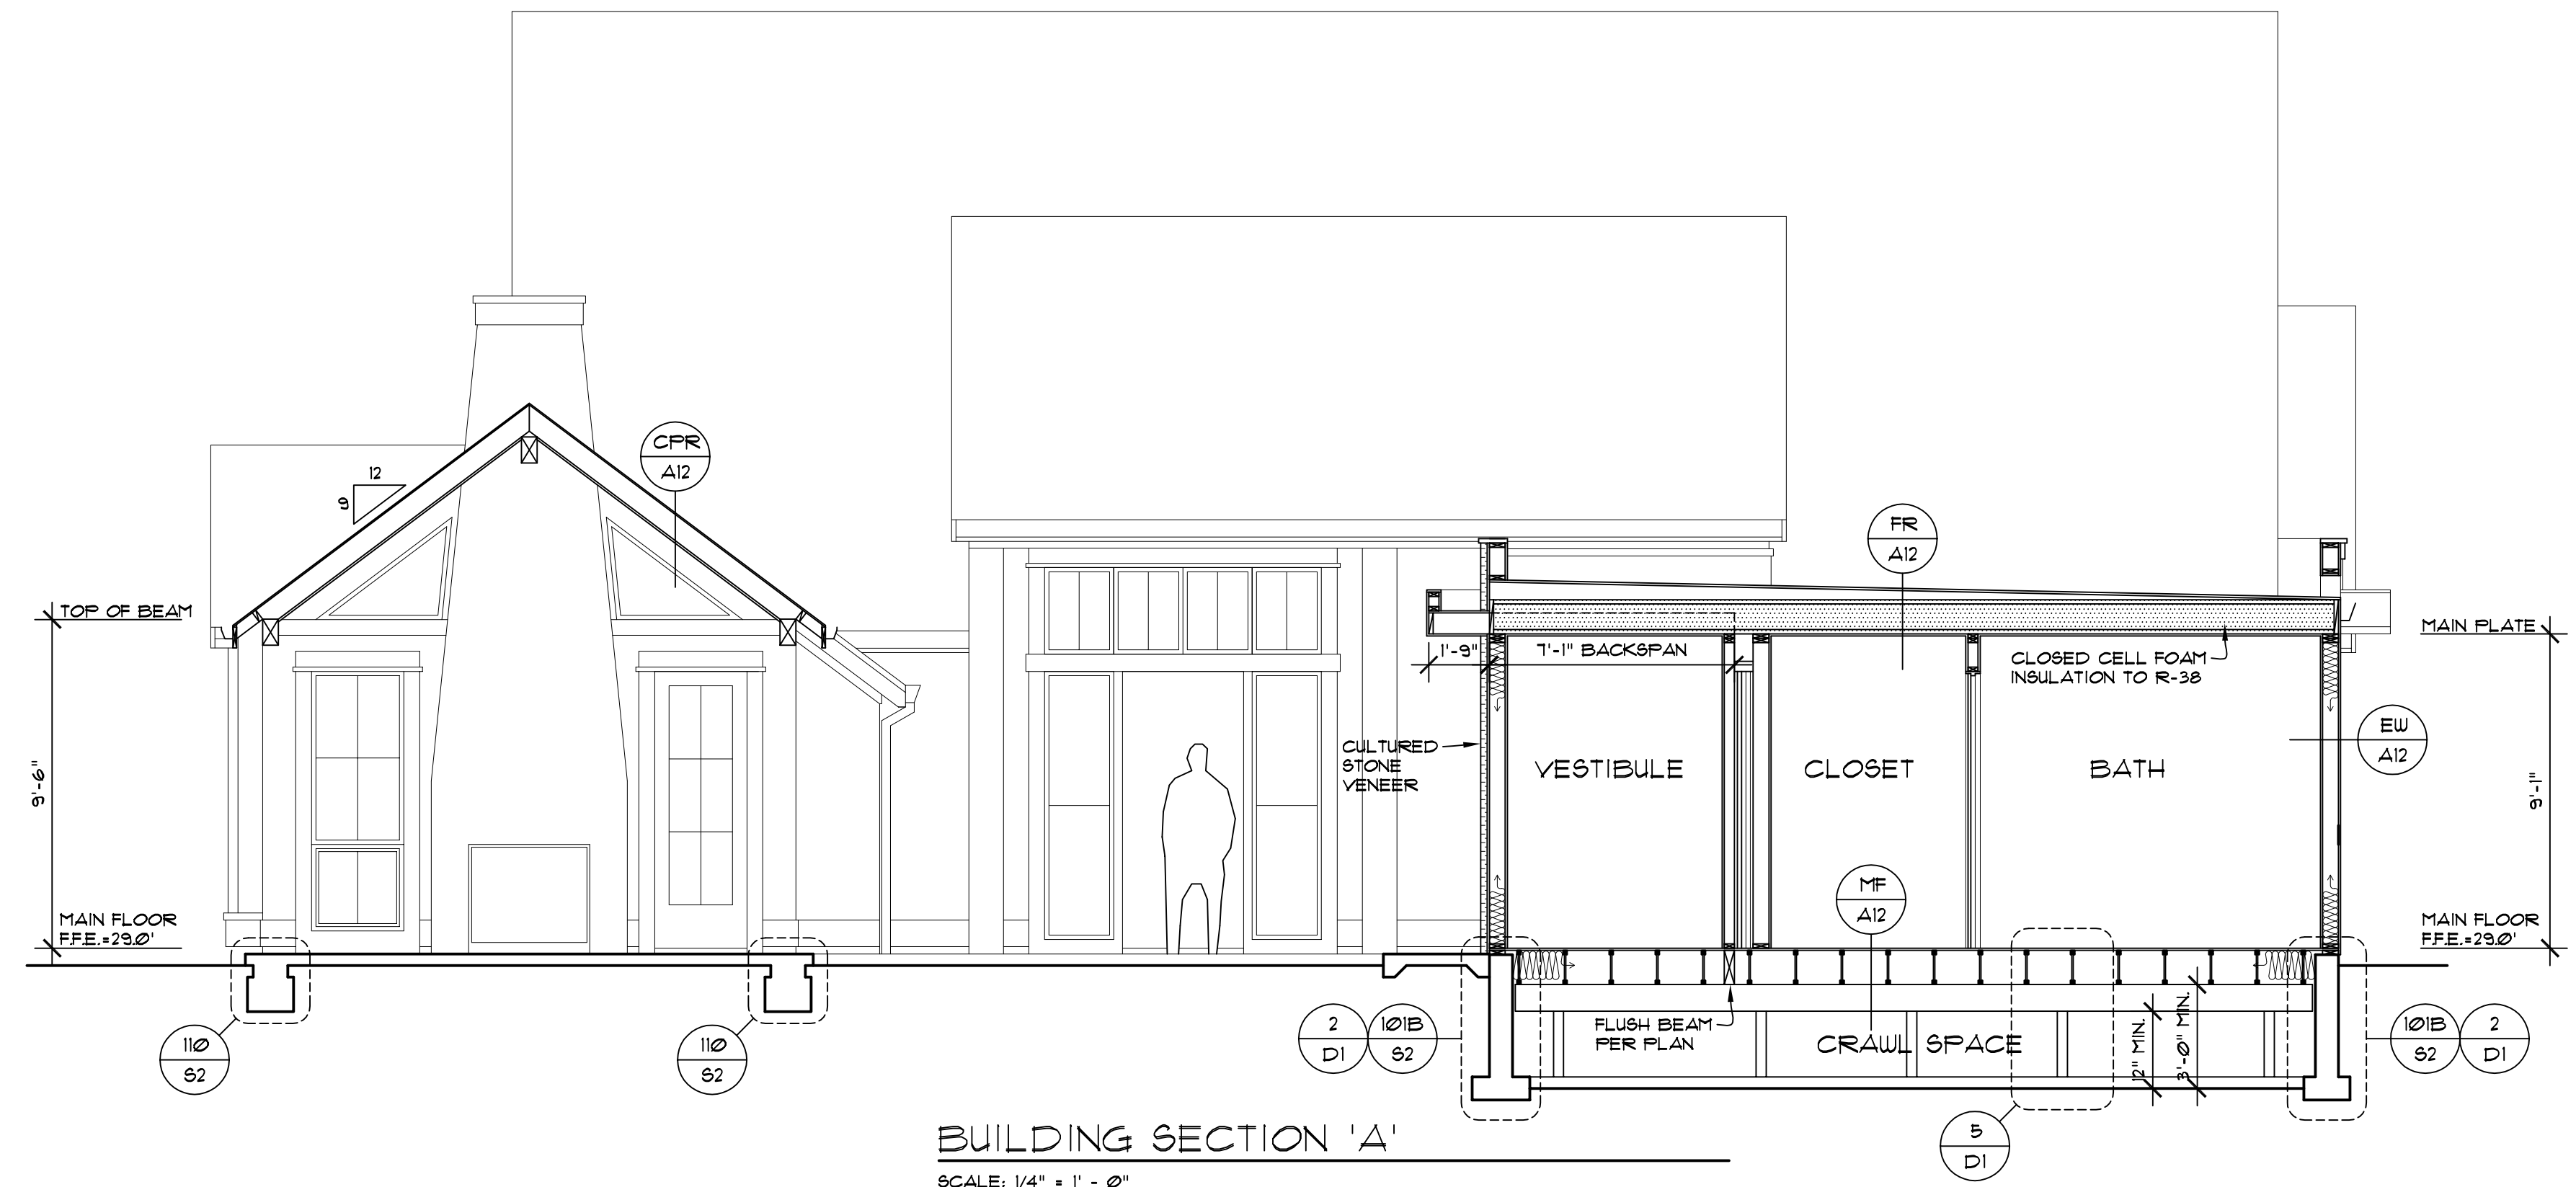 CPR
A12
12
9
FR
A12
TOP OF BEAM
MAIN PLATE
1'-9"
7'-1" BACKSPAN
CLOSED CELL FOAM
INSULATION TO R-38
EW
A12
CULTURED
STONE
VENEER
VESTIBULE
CLOSET
BATH
9'-6"
9'-1"
MF
A12
MAIN FLOOR
F.F.E.=29.0'
MAIN FLOOR
F.F.E.=29.0'
110
S2
110
S2
2
D1
101B
S2
FLUSH BEAM
PER PLAN
CRAWL SPACE
12" MIN.
3'-0" MIN.
101B
S2
2
D1
5
D1
BUILDING SECTION 'A'
SCALE: 1/4" = 1' - 0"